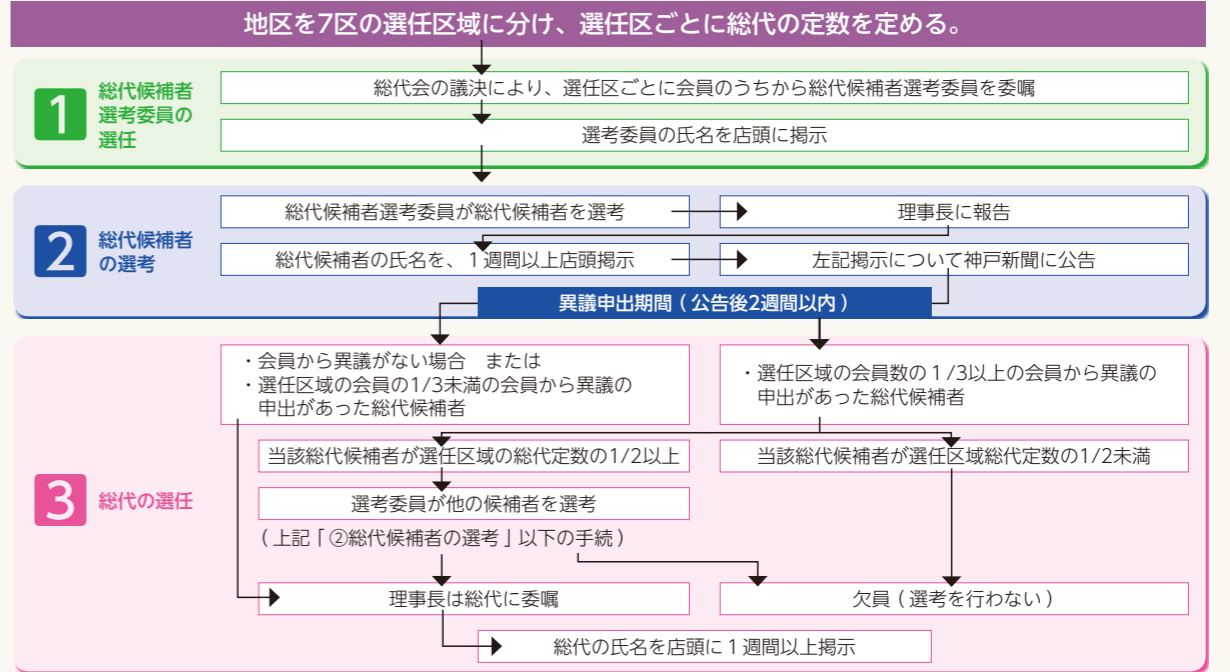 地区を7区の選任区域に分け、選任区ごとに総代の定数を定める。
1
総代候補者
選考委員の
選任
総代会の議決により、選任区ごとに会員のうちから総代候補者選考委員を委嘱
選考委員の氏名を店頭に掲示
2
総代候補者
の選考
総代候補者選考委員が総代候補者を選考
理事長に報告
総代候補者の氏名を、1週間以上店頭掲示
左記掲示について神戸新聞に公告
異議申出期間（公告後2週間以内）
3
総代の選任
・会員から異議がない場合　または
・選任区域の会員の1/3未満の会員から異議の
申出があった総代候補者
・選任区域の会員数の1/3以上の会員から異議の
申出があった総代候補者
当該総代候補者が選任区域の総代定数の1/2以上
当該総代候補者が選任区域総代定数の1/2未満
選考委員が他の候補者を選考
（上記「②総代候補者の選考」以下の手続）
理事長は総代に委嘱
欠員（選考を行わない）
総代の氏名を店頭に1週間以上掲示